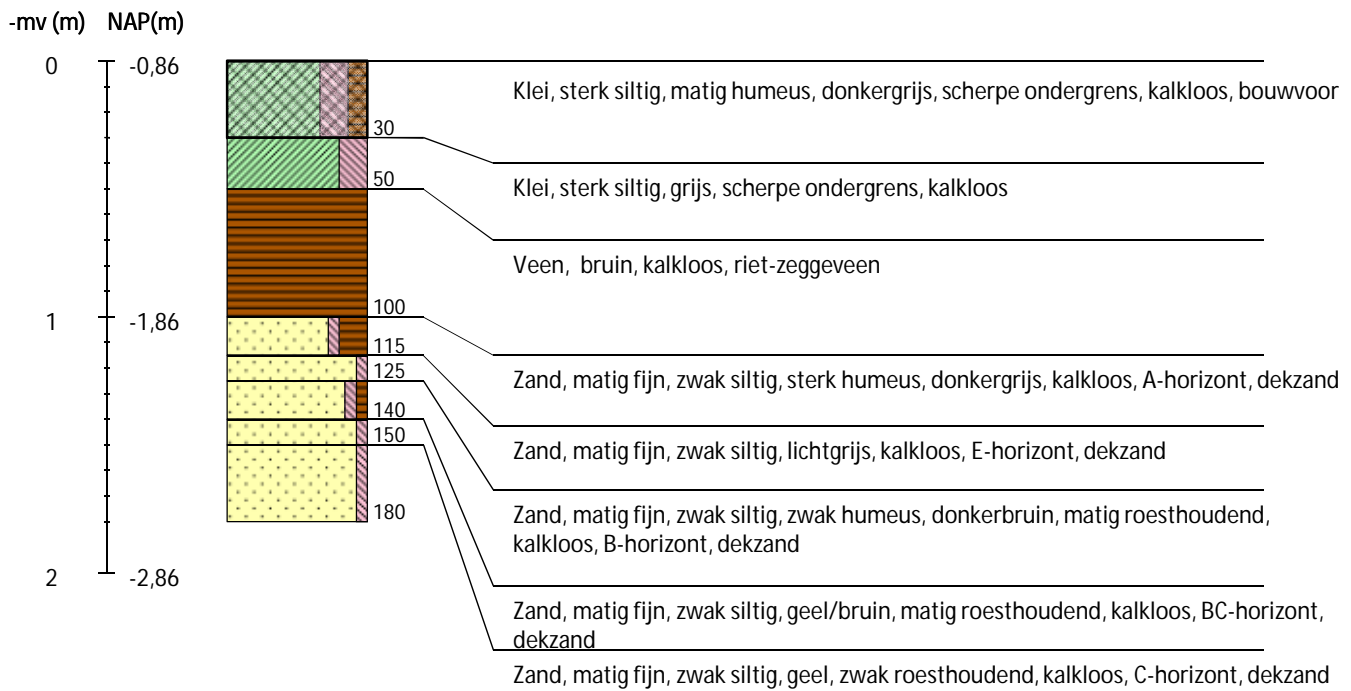 -mv (m) NAP(m)
0 -0,86
Klei, sterk siltig, matig humeus, donkergrijs, scherpe ondergrens, kalkloos, bouwvoor
30
50
Klei, sterk siltig, grijs, scherpe ondergrens, kalkloos
Veen, bruin, kalkloos, riet-zeggeveen
100
1 -1,86
115
125
Zand, matig fijn, zwak siltig, sterk humeus, donkergrijs, kalkloos, A-horizont, dekzand
140
150
Zand, matig fijn, zwak siltig, lichtgrijs, kalkloos, E-horizont, dekzand
180
Zand, matig fijn, zwak siltig, zwak humeus, donkerbruin, matig roesthoudend,
kalkloos, B-horizont, dekzand
2 -2,86
Zand, matig fijn, zwak siltig, geel/bruin, matig roesthoudend, kalkloos, BC-horizont,
dekzand
Zand, matig fijn, zwak siltig, geel, zwak roesthoudend, kalkloos, C-horizont, dekzand